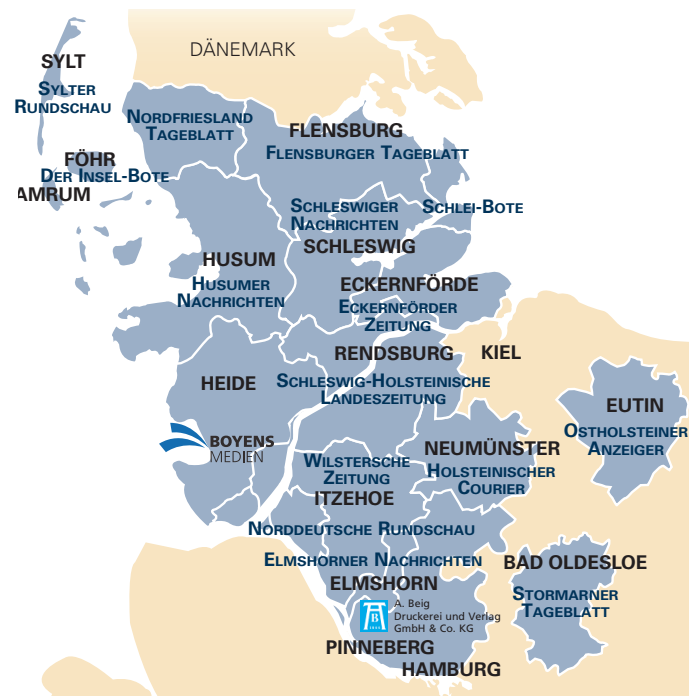 DÄNEMARK
SYLT
SYLTER
RUNDSCHAU
NORDFRIESLAND
TAGEBLATT
FLENSBURG
FLENSBURGER TAGEBLATT
FÖHR
DER INSEL-BOTE
AMRUM
SCHLESWIGER
NACHRICHTEN
SCHLEI-BOTE
SCHLESWIG
HUSUM
HUSUMER
NACHRICHTEN
ECKERNFÖRDE
ECKERNFÖRDER
ZEITUNG
RENDSBURG
KIEL
HEIDE
SCHLESWIG-HOLSTEINISCHE
LANDESZEITUNG
EUTIN
OSTHOLSTEINER
ANZEIGER
BOYENS
MEDIEN
NEUMÜNSTER
HOLSTEINISCHER
COURIER
WILSTERSCHE
ZEITUNG
ITZEHOE
NORDDEUTSCHE RUNDSCHAU
ELMSHORNER NACHRICHTEN
BAD OLDESLOE
STORMARNER
TAGEBLATT
ELMSHORN
A. Beig
Druckerei und Verlag
GmbH & Co. KG
PINNEBERG
HAMBURG